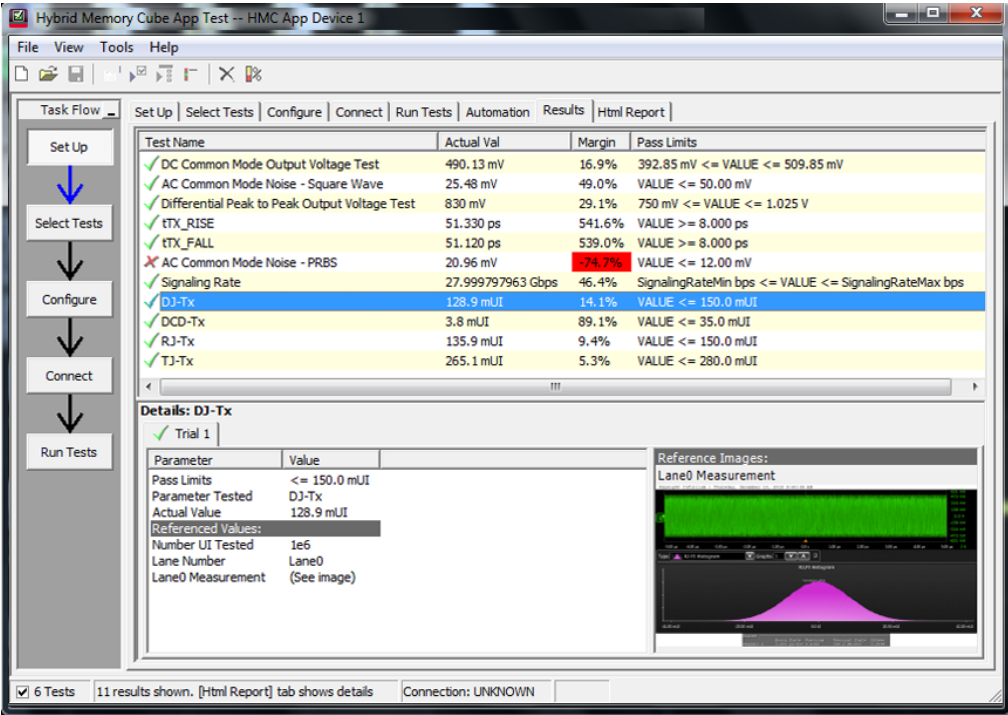 Hybrid Memory Cube App Test -- HMC App Device 1
File View Tools Help
Task Flow
Set Up
Select Tests
Configure
Connect
Run Tests
Set Up Select Tests Configure Connect Run Tests Automation Results Html Report
Test Name Actual Val Margin Pass Limits
DC Common Mode Output Voltage Test 490.13 mV 16.9% 392.85 mV <= VALUE <= 509.85 mV
AC Common Mode Noise - Square Wave 25.48 mV 49.0% VALUE <= 50.00 mV
Differential Peak to Peak Output Voltage Test 830 mV 29.1% 750 mV <= VALUE <= 1.025 V
tTX_RISE 51.330 ps 541.6% VALUE >= 8.000 ps
tTX_FALL 51.120 ps 539.0% VALUE >= 8.000 ps
AC Common Mode Noise - PRBS 20.96 mV -74.7% VALUE <= 12.00 mV
Signaling Rate 27.999797963 Gbps 46.4% SignalingRateMin bps <= VALUE <= SignalingRateMax bps
DJ-Tx 128.9 mUI 14.1% VALUE <= 150.0 mUI
DCD-Tx 3.8 mUI 89.1% VALUE <= 35.0 mUI
RJ-Tx 135.9 mUI 9.4% VALUE <= 150.0 mUI
TJ-Tx 265.1 mUI 5.3% VALUE <= 280.0 mUI
Details: DJ-Tx
Trial 1
Parameter Value
Pass Limits <= 150.0 mUI
Parameter Tested DJ-Tx
Actual Value 128.9 mUI
Referenced Values:
Number UI Tested 1e6
Lane Number Lane0
Lane0 Measurement (See image)
Reference Images:
Lane0 Measurement
6 Tests 11 results shown. [Html Report] tab shows details Connection: UNKNOWN